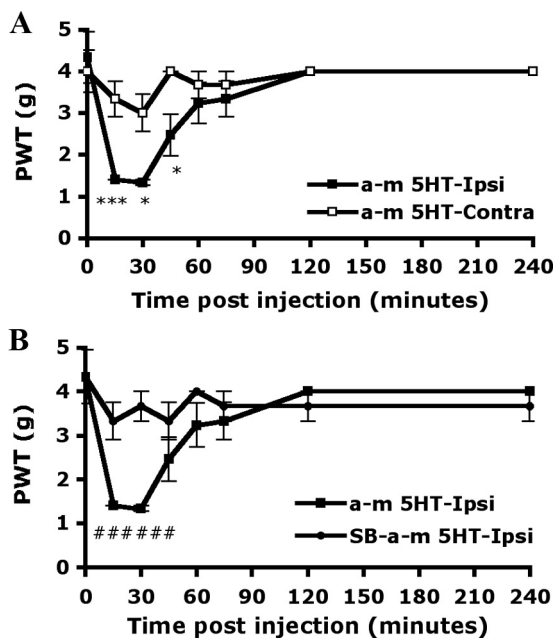 A
5
4
3
2
1
0
PWT (g)
*** * *
a-m 5HT-Ipsi
a-m 5HT-Contra
0 30 60 90 120 150 180 210 240
Time post injection (minutes)
B
5
4
3
2
1
0
PWT (g)
######
a-m 5HT-Ipsi
SB-a-m 5HT-Ipsi
0 30 60 90 120 150 180 210 240
Time post injection (minutes)